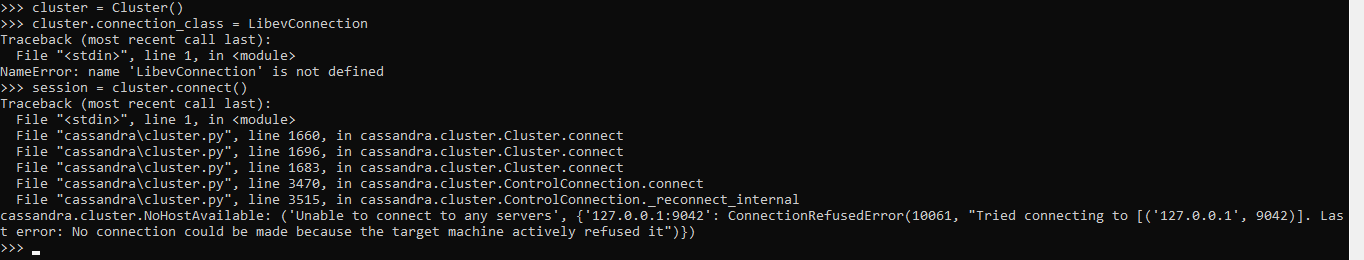 >>> cluster = Cluster()
>>> cluster.connection_class = LibevConnection
Traceback (most recent call last):
  File "<stdin>", line 1, in <module>
NameError: name 'LibevConnection' is not defined
>>> session = cluster.connect()
Traceback (most recent call last):
  File "<stdin>", line 1, in <module>
  File "cassandra\cluster.py", line 1660, in cassandra.cluster.Cluster.connect
  File "cassandra\cluster.py", line 1696, in cassandra.cluster.Cluster.connect
  File "cassandra\cluster.py", line 1683, in cassandra.cluster.Cluster.connect
  File "cassandra\cluster.py", line 3470, in cassandra.cluster.ControlConnection.connect
  File "cassandra\cluster.py", line 3515, in cassandra.cluster.ControlConnection._reconnect_internal
cassandra.cluster.NoHostAvailable: ('Unable to connect to any servers', {'127.0.0.1:9042': ConnectionRefusedError(10061, "Tried connecting to [('127.0.0.1', 9042)]. Las
t error: No connection could be made because the target machine actively refused it")})
>>>